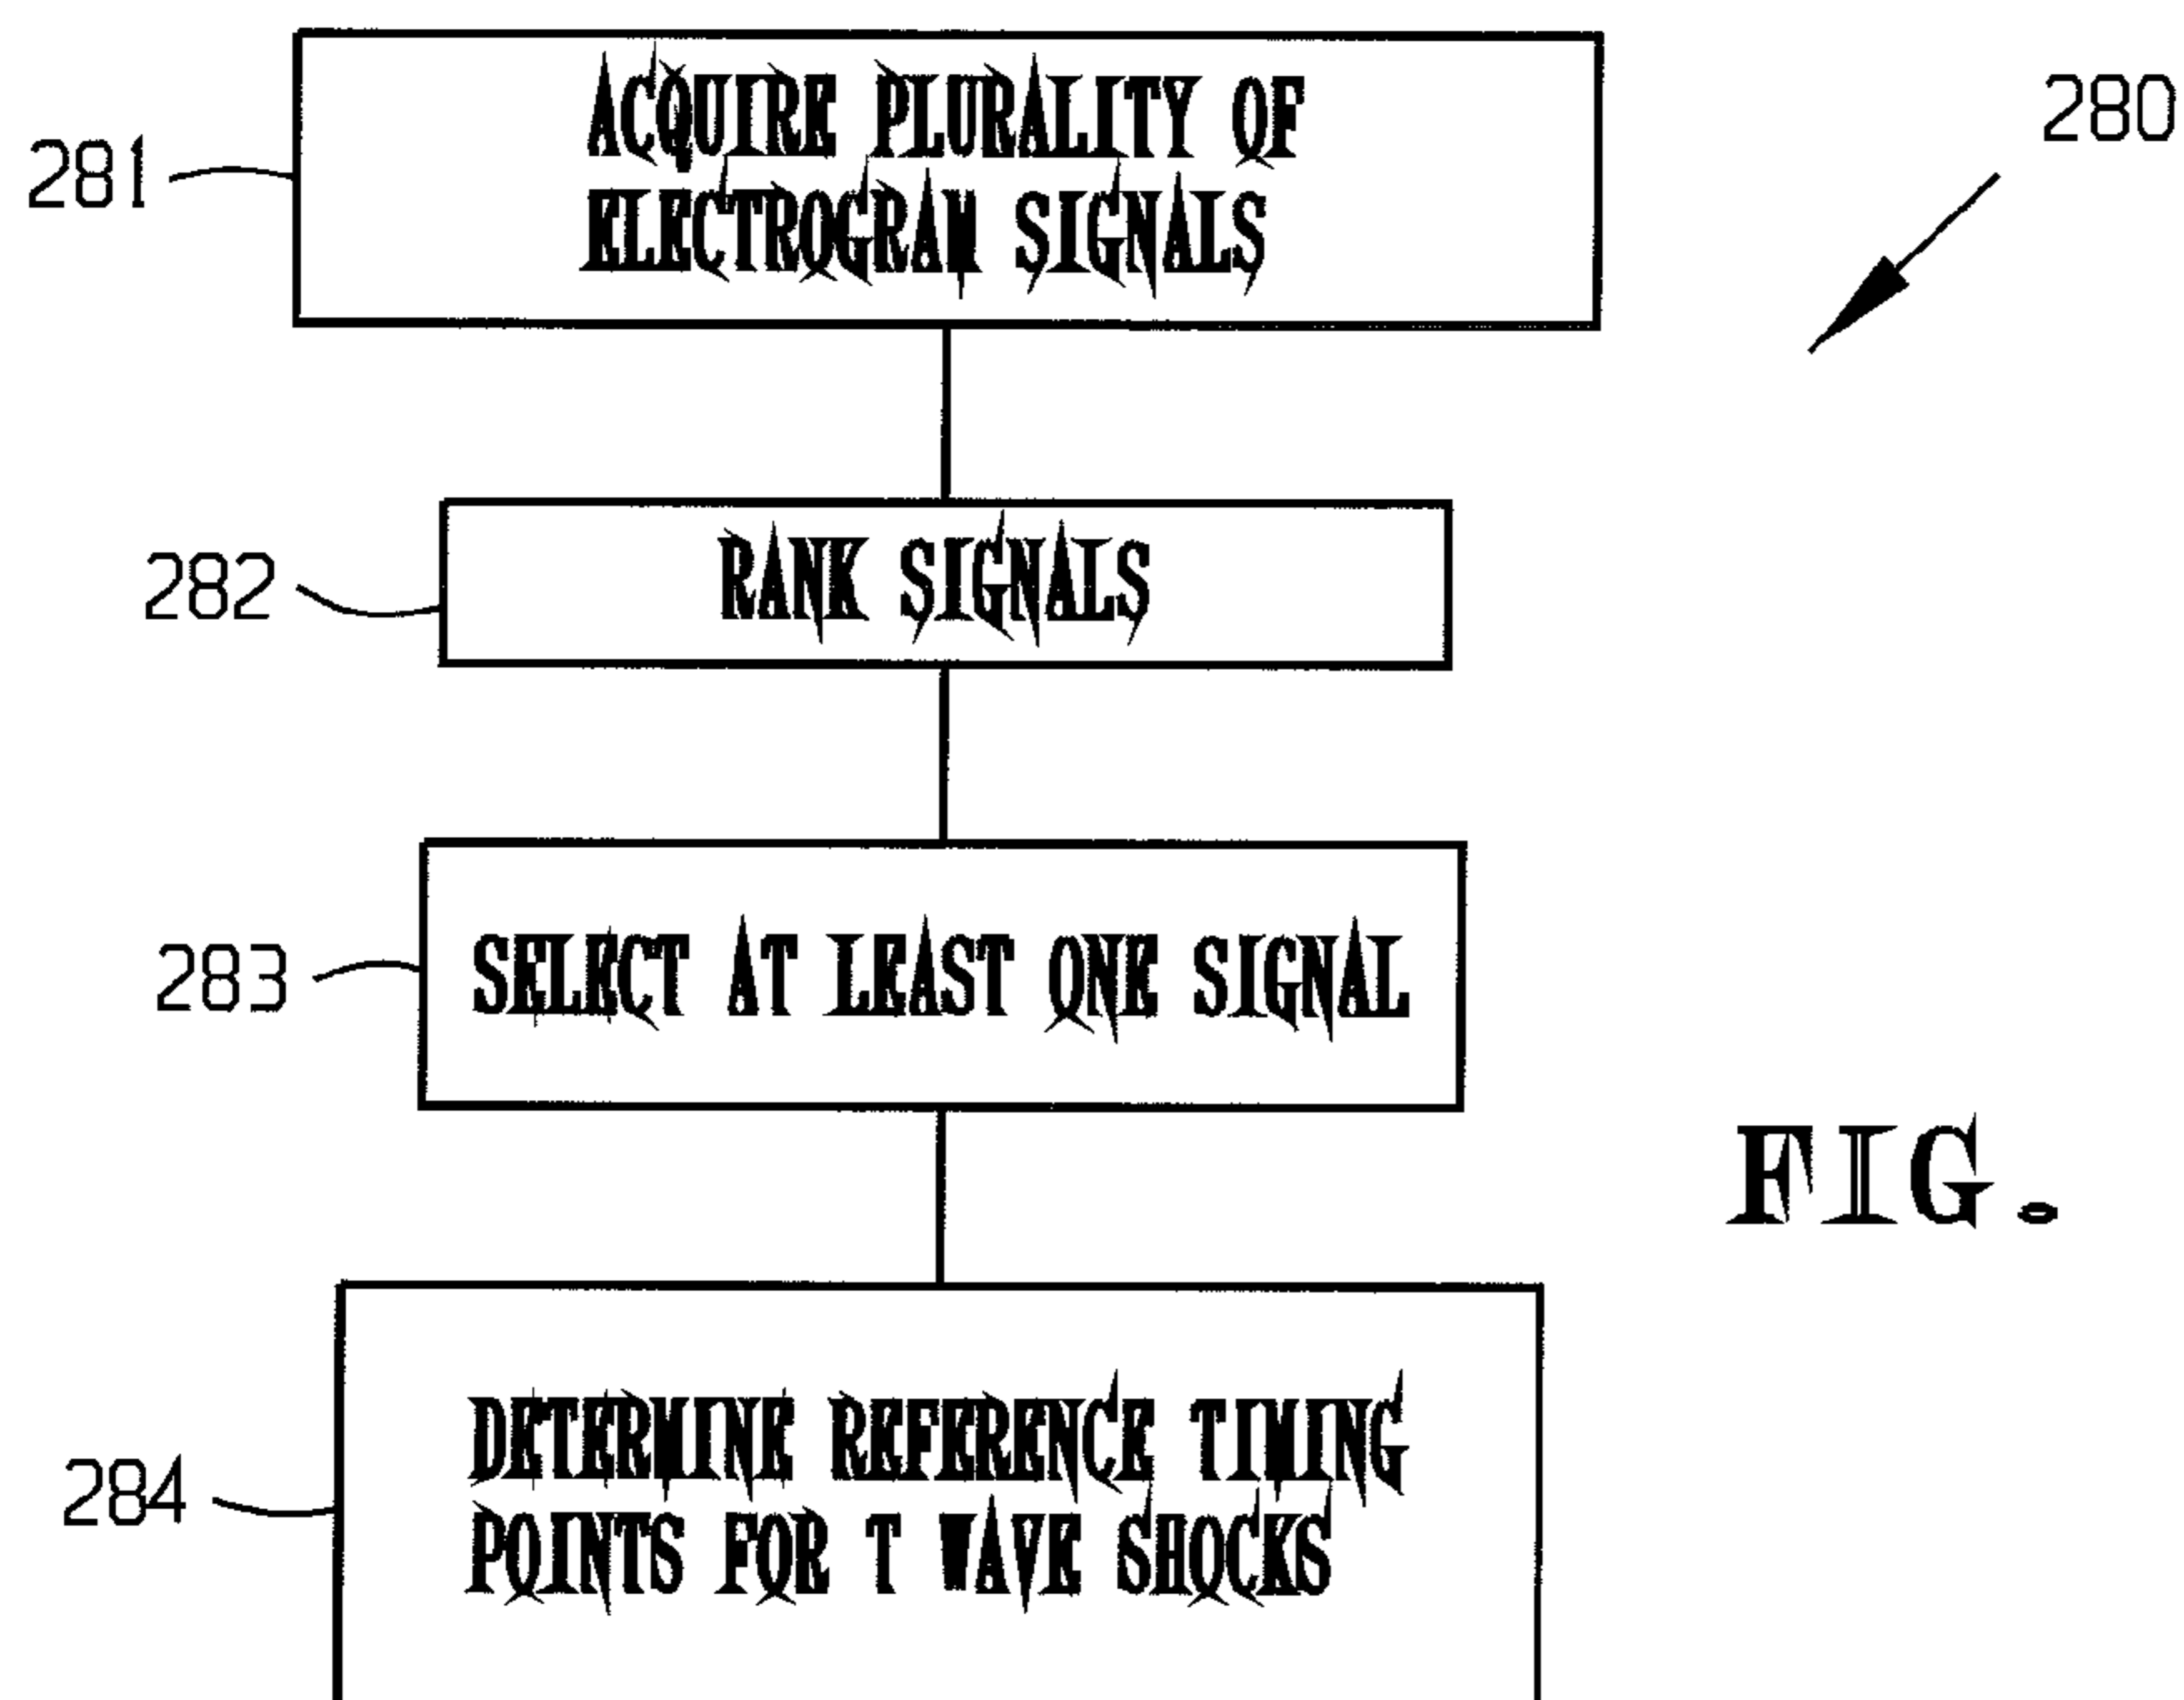 280
281
ACQUIRE PLURALITY OF
ELECTROGRAM SIGNALS
282
RANK SIGNALS
283
SELECT AT LEAST ONE SIGNAL
FIG.
284
DETERMINE REFERENCE TIMING
POINTS FOR T WAVE SHOCKS